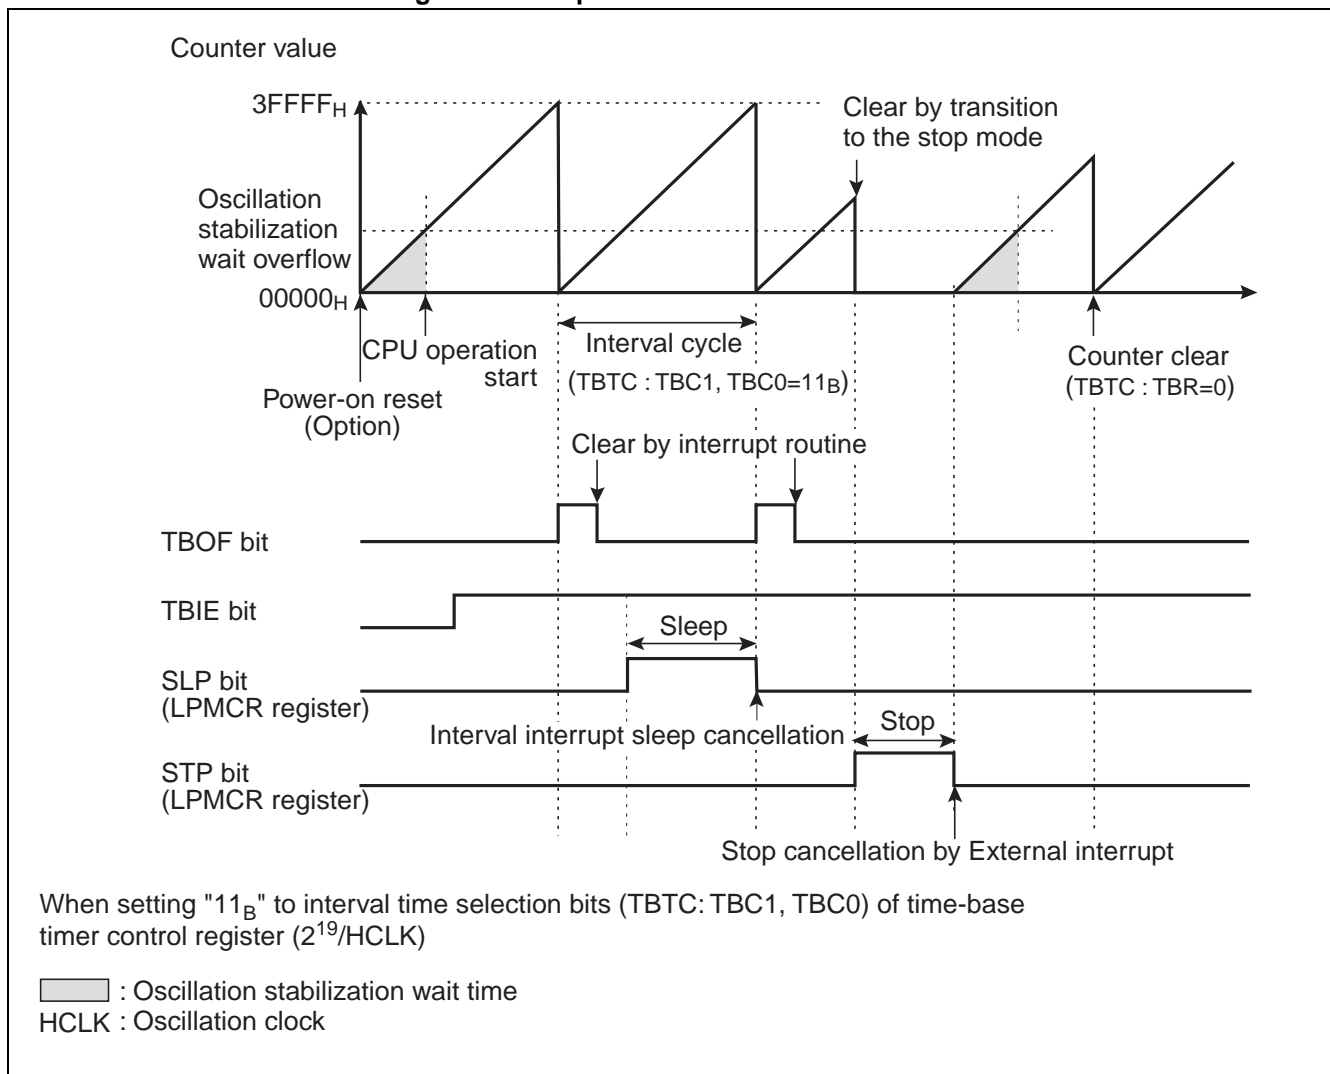 Counter value
3FFFFH
Clear by transition
to the stop mode
Oscillation
stabilization
wait overflow
00000H
CPU operation
start
Interval cycle
(TBTC : TBC1, TBC0=11B)
Counter clear
(TBTC : TBR=0)
Power-on reset
(Option)
Clear by interrupt routine
TBOF bit
TBIE bit
Sleep
SLP bit
(LPMCR register)
Interval interrupt sleep cancellation
Stop
STP bit
(LPMCR register)
Stop cancellation by External interrupt
When setting "11B" to interval time selection bits (TBTC: TBC1, TBC0) of time-base
timer control register (2^19/HCLK)
: Oscillation stabilization wait time
HCLK : Oscillation clock